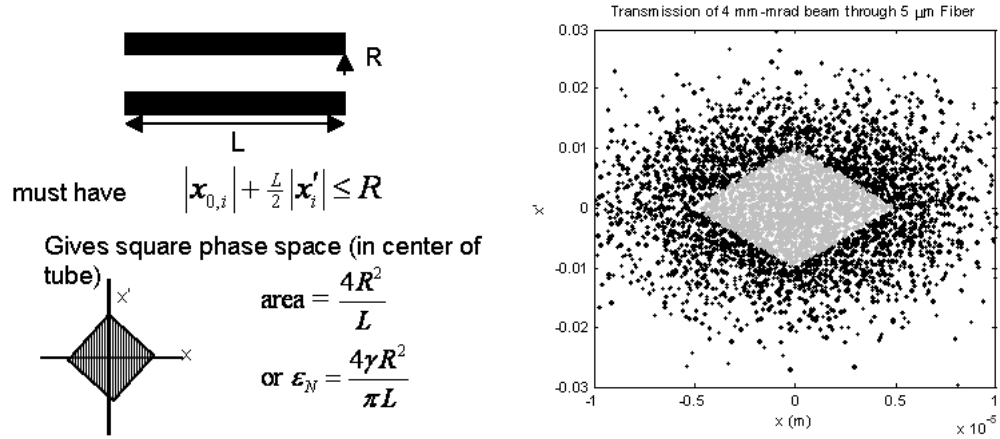 R
L
must have |x₀,ᵢ| + L/2 |x'ᵢ| ≤ R
Gives square phase space (in center of
tube)
x'
x
area = 4R²/L
or ε_N = 4γR²/πL
Transmission of 4 mm-mrad beam through 5 μm Fiber
0.03
0.02
0.01
0
-0.01
-0.02
-0.03
x'
-1 -0.5 0 0.5 1
x (m)
x 10⁻⁵